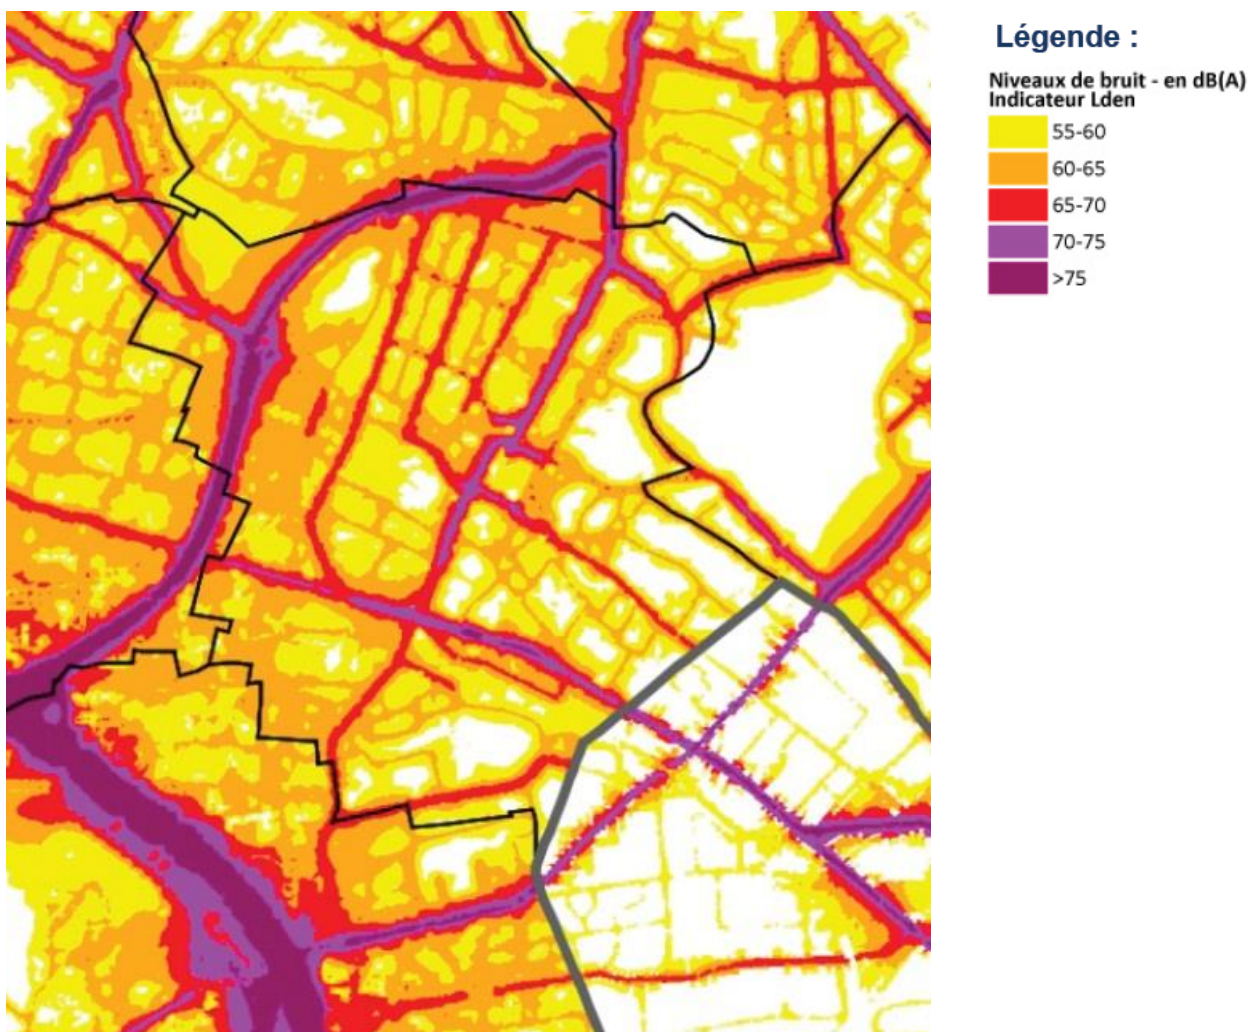 Légende :
Niveaux de bruit - en dB(A)
Indicateur Lden
55-60
60-65
65-70
70-75
>75